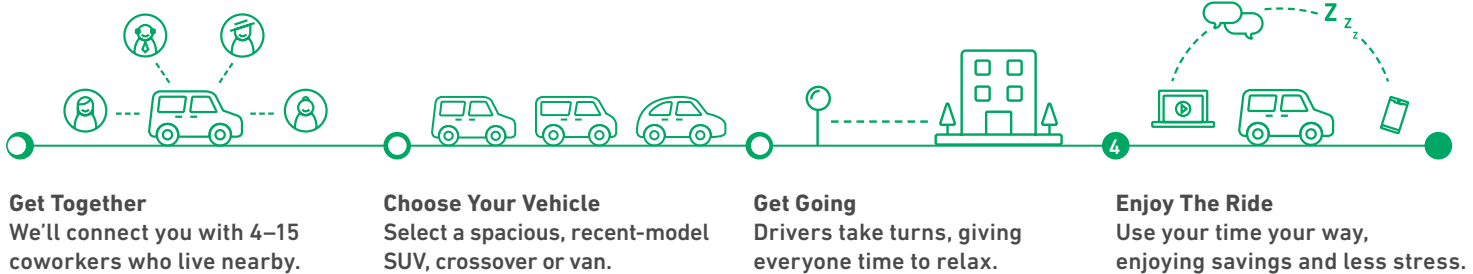 Z
z
z
4
Get Together
We'll connect you with 4–15
coworkers who live nearby.
Choose Your Vehicle
Select a spacious, recent-model
SUV, crossover or van.
Get Going
Drivers take turns, giving
everyone time to relax.
Enjoy The Ride
Use your time your way,
enjoying savings and less stress.